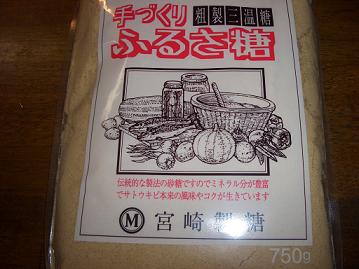 手づくり 粗製三温糖
ふるさ糖
伝統的な製法の砂糖ですのでミネラル分が豊富
でサトウキビ本来の風味やコクが生きています
M 宮崎製糖
750g